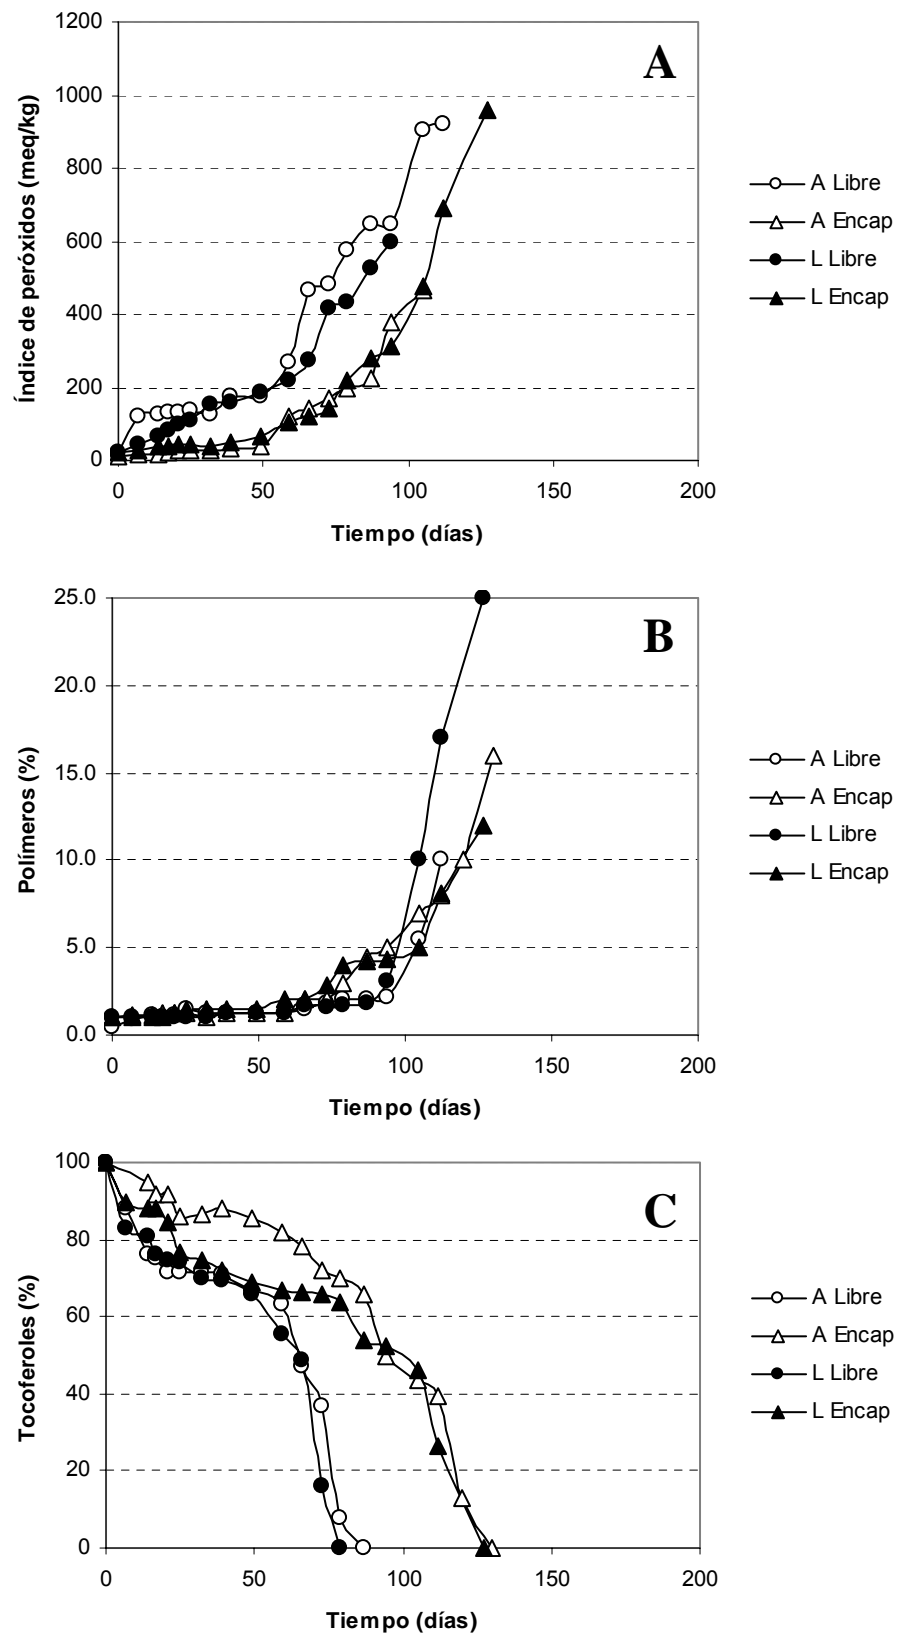 1200
1000
800
600
400
200
0
0 50 100 150 200
Índice de peróxidos (meq/kg)
Tiempo (días)
A
A Libre
A Encap
L Libre
L Encap
25.0
20.0
15.0
10.0
5.0
0.0
0 50 100 150 200
Polímeros (%)
Tiempo (días)
B
A Libre
A Encap
L Libre
L Encap
100
80
60
40
20
0
0 50 100 150 200
Tocoferoles (%)
Tiempo (días)
C
A Libre
A Encap
L Libre
L Encap